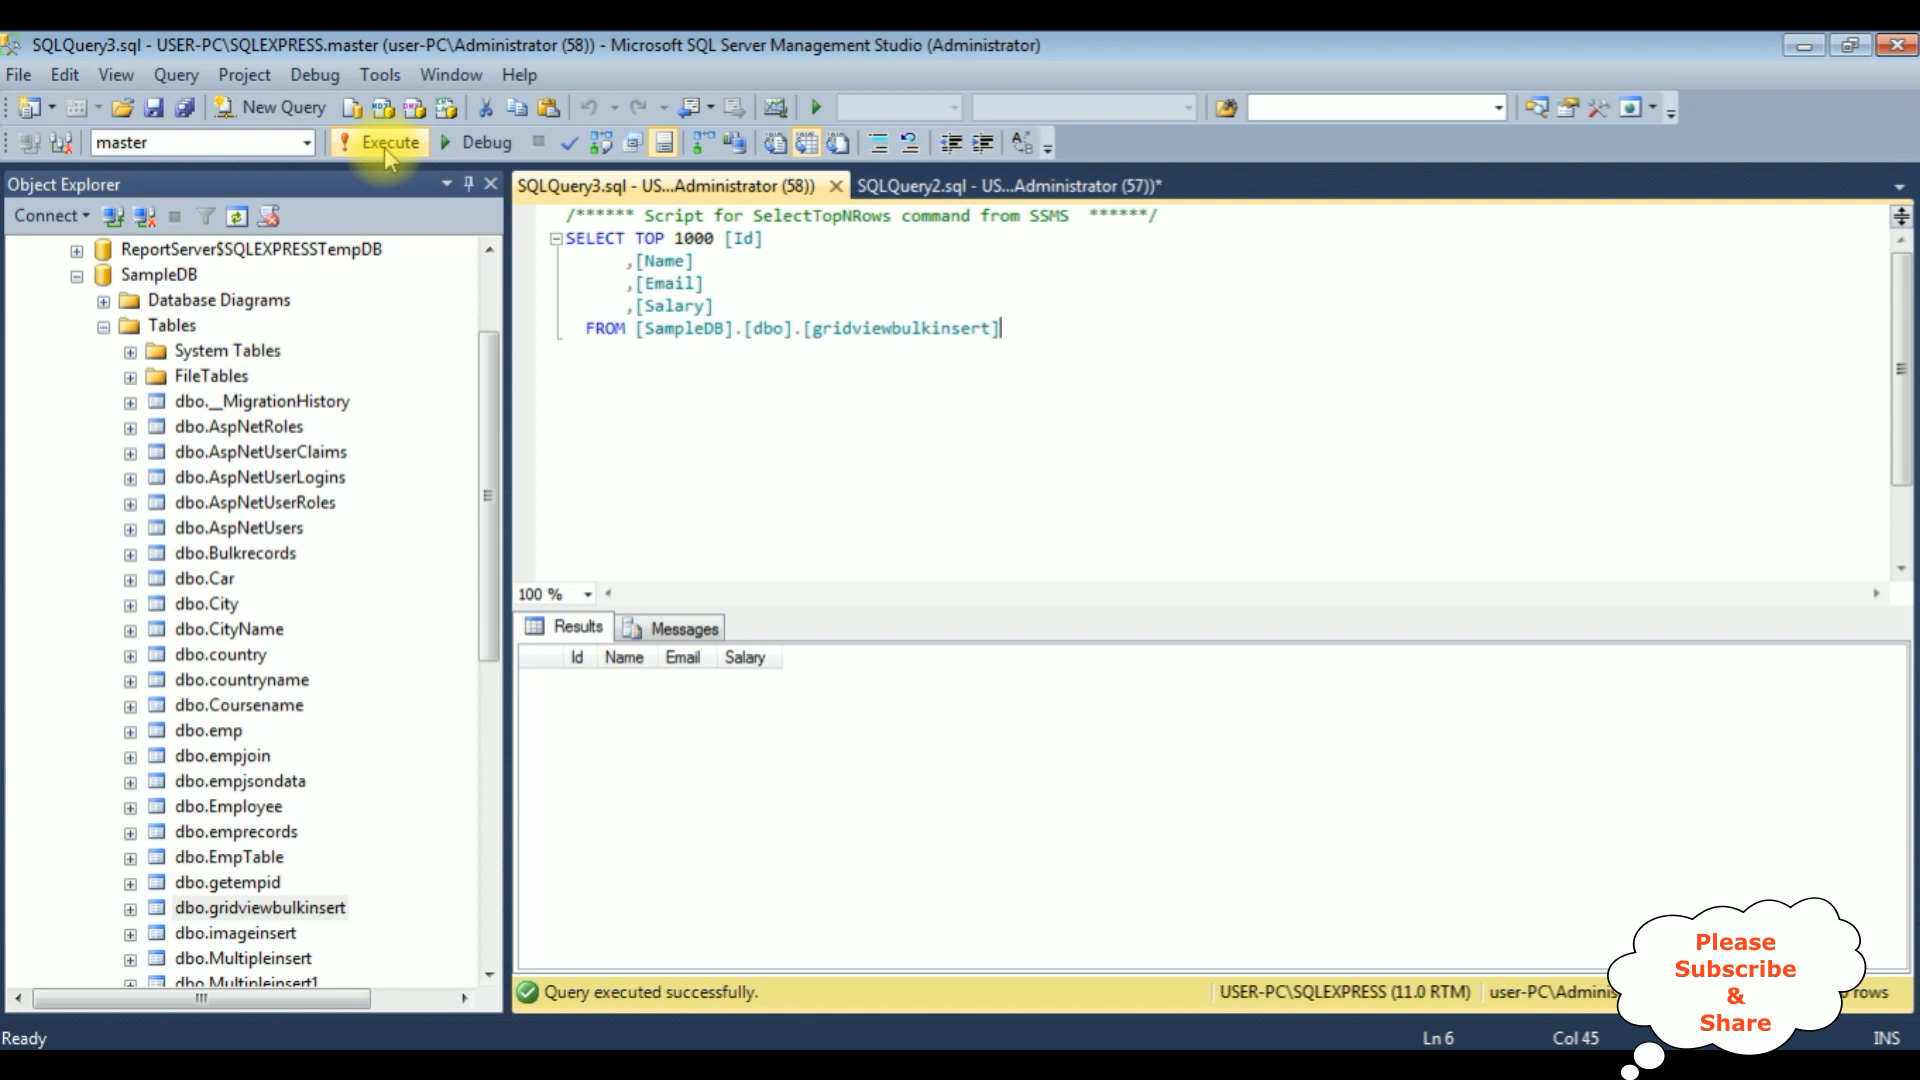 SQLQuery3.sql - USER-PC\SQLEXPRESS.master (user-PC\Administrator (58)) - Microsoft SQL Server Management Studio (Administrator)
File Edit View Query Project Debug Tools Window Help
New Query
master Execute Debug
Object Explorer
Connect
ReportServer$SQLEXPRESSTempDB
SampleDB
Database Diagrams
Tables
System Tables
FileTables
dbo.__MigrationHistory
dbo.AspNetRoles
dbo.AspNetUserClaims
dbo.AspNetUserLogins
dbo.AspNetUserRoles
dbo.AspNetUsers
dbo.Bulkrecords
dbo.Car
dbo.City
dbo.CityName
dbo.country
dbo.countryname
dbo.Coursename
dbo.emp
dbo.empjoin
dbo.empjsondata
dbo.Employee
dbo.emprecords
dbo.EmpTable
dbo.getempid
dbo.gridviewbulkinsert
dbo.imageinsert
dbo.Multipleinsert
dbo.Multipleinsert1
SQLQuery3.sql - US...Administrator (58)) SQLQuery2.sql - US...Administrator (57))*
/****** Script for SelectTopNRows command from SSMS ******/
SELECT TOP 1000 [Id]
,[Name]
,[Email]
,[Salary]
FROM [SampleDB].[dbo].[gridviewbulkinsert]
100 %
Results Messages
Id Name Email Salary
Query executed successfully. USER-PC\SQLEXPRESS (11.0 RTM) user-PC\Adminis rows
Please
Subscribe
&
Share
Ready Ln 6 Col 45 INS